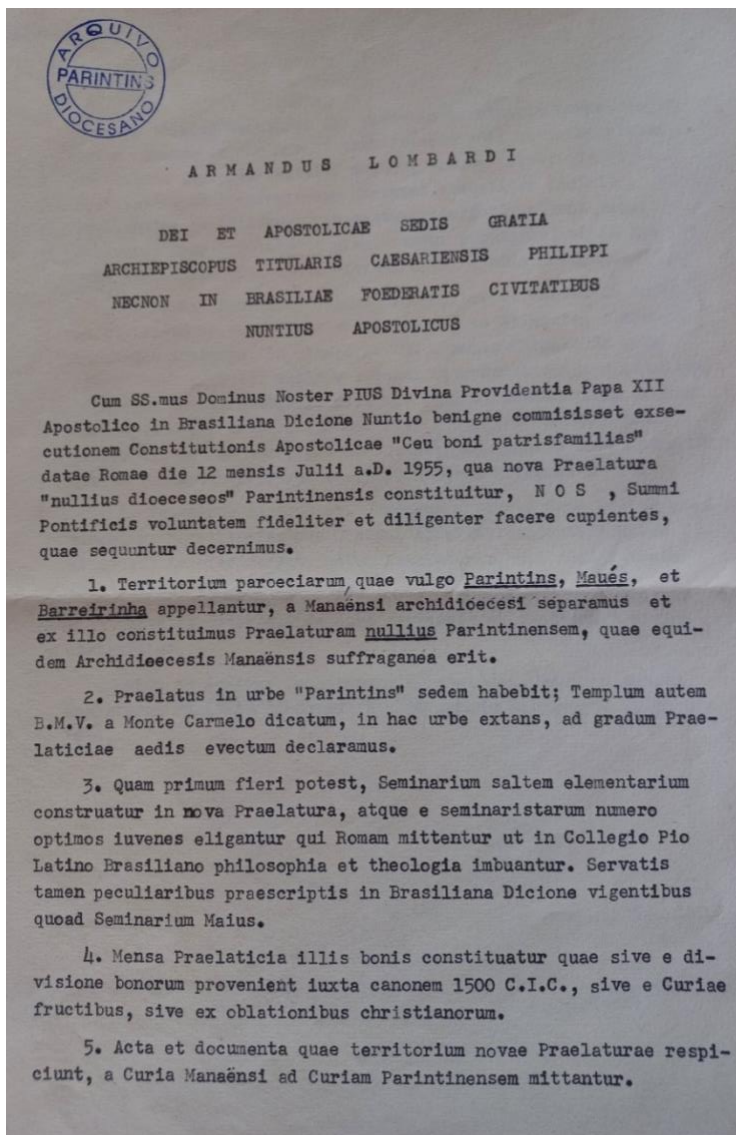 ARQUIVO
PARINTINS
DIOCESANO
ARMANDUS LOMBARDI
DEI ET APOSTOLICAE SEDIS GRATIA
ARCHIEPISCOPUS TITULARIS CAESARIENSIS PHILIPPI
NECNON IN BRASILIAE FOEDERATIS CIVITATIBUS
NUNTIUS APOSTOLICUS
Cum SS.mus Dominus Noster PIUS Divina Providentia Papa XII
Apostolico in Brasiliana Dicione Nuntio benigne commisisset exse-
cutionem Constitutionis Apostolicae "Ceu boni patrisfamilias"
datae Romae die 12 mensis Julii a.D. 1955, qua nova Praelatura
"nullius dioeceseos" Parintinensis constituitur, N O S , Summi
Pontificis voluntatem fideliter et diligenter facere cupientes,
quae sequuntur decernimus.
1. Territorium paroeciarum, quae vulgo Parintins, Maués, et
Barreirinha appellantur, a Manaënsi archidioecesi separamus et
ex illo constituimus Praelaturam nullius Parintinensem, quae equi-
dem Archidioecesis Manaënsis suffraganea erit.
2. Praelatus in urbe "Parintins" sedem habebit; Templum autem
B.M.V. a Monte Carmelo dicatum, in hac urbe extans, ad gradum Prae-
laticiae aedis evectum declaramus.
3. Quam primum fieri potest, Seminarium saltem elementarium
construatur in nova Praelatura, atque e seminaristarum numero
optimos iuvenes eligantur qui Romam mittentur ut in Collegio Pio
Latino Brasiliano philosophia et theologia imbuantur. Servatis
tamen peculiaribus praescriptis in Brasiliana Dicione vigentibus
quoad Seminarium Maius.
4. Mensa Praelaticia illis bonis constituatur quae sive e di-
visione bonorum provenient iuxta canonem 1500 C.I.C., sive e Curiae
fructibus, sive ex oblationibus christianorum.
5. Acta et documenta quae territorium novae Praelaturae respi-
ciunt, a Curia Manaënsi ad Curiam Parintinensem mittantur.